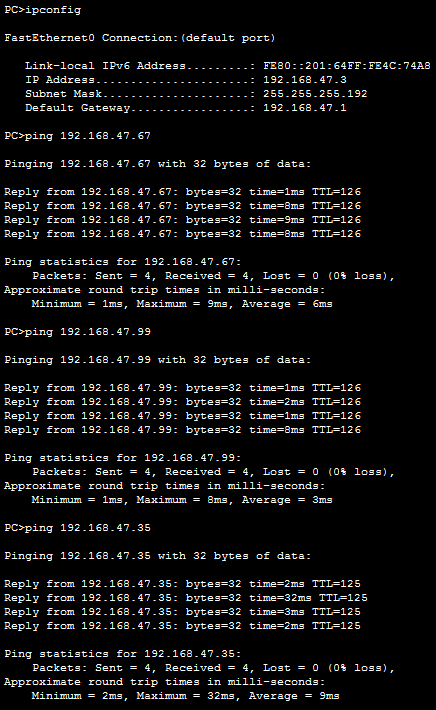 PC>ipconfig
FastEthernet0 Connection:(default port)
Link-local IPv6 Address.........: FE80::201:64FF:FE4C:74A8
IP Address......................: 192.168.47.3
Subnet Mask.....................: 255.255.255.192
Default Gateway.................: 192.168.47.1
PC>ping 192.168.47.67
Pinging 192.168.47.67 with 32 bytes of data:
Reply from 192.168.47.67: bytes=32 time=1ms TTL=126
Reply from 192.168.47.67: bytes=32 time=8ms TTL=126
Reply from 192.168.47.67: bytes=32 time=9ms TTL=126
Reply from 192.168.47.67: bytes=32 time=8ms TTL=126
Ping statistics for 192.168.47.67:
Packets: Sent = 4, Received = 4, Lost = 0 (0% loss),
Approximate round trip times in milli-seconds:
Minimum = 1ms, Maximum = 9ms, Average = 6ms
PC>ping 192.168.47.99
Pinging 192.168.47.99 with 32 bytes of data:
Reply from 192.168.47.99: bytes=32 time=1ms TTL=126
Reply from 192.168.47.99: bytes=32 time=2ms TTL=126
Reply from 192.168.47.99: bytes=32 time=1ms TTL=126
Reply from 192.168.47.99: bytes=32 time=8ms TTL=126
Ping statistics for 192.168.47.99:
Packets: Sent = 4, Received = 4, Lost = 0 (0% loss),
Approximate round trip times in milli-seconds:
Minimum = 1ms, Maximum = 8ms, Average = 3ms
PC>ping 192.168.47.35
Pinging 192.168.47.35 with 32 bytes of data:
Reply from 192.168.47.35: bytes=32 time=2ms TTL=125
Reply from 192.168.47.35: bytes=32 time=32ms TTL=125
Reply from 192.168.47.35: bytes=32 time=3ms TTL=125
Reply from 192.168.47.35: bytes=32 time=2ms TTL=125
Ping statistics for 192.168.47.35:
Packets: Sent = 4, Received = 4, Lost = 0 (0% loss),
Approximate round trip times in milli-seconds:
Minimum = 2ms, Maximum = 32ms, Average = 9ms